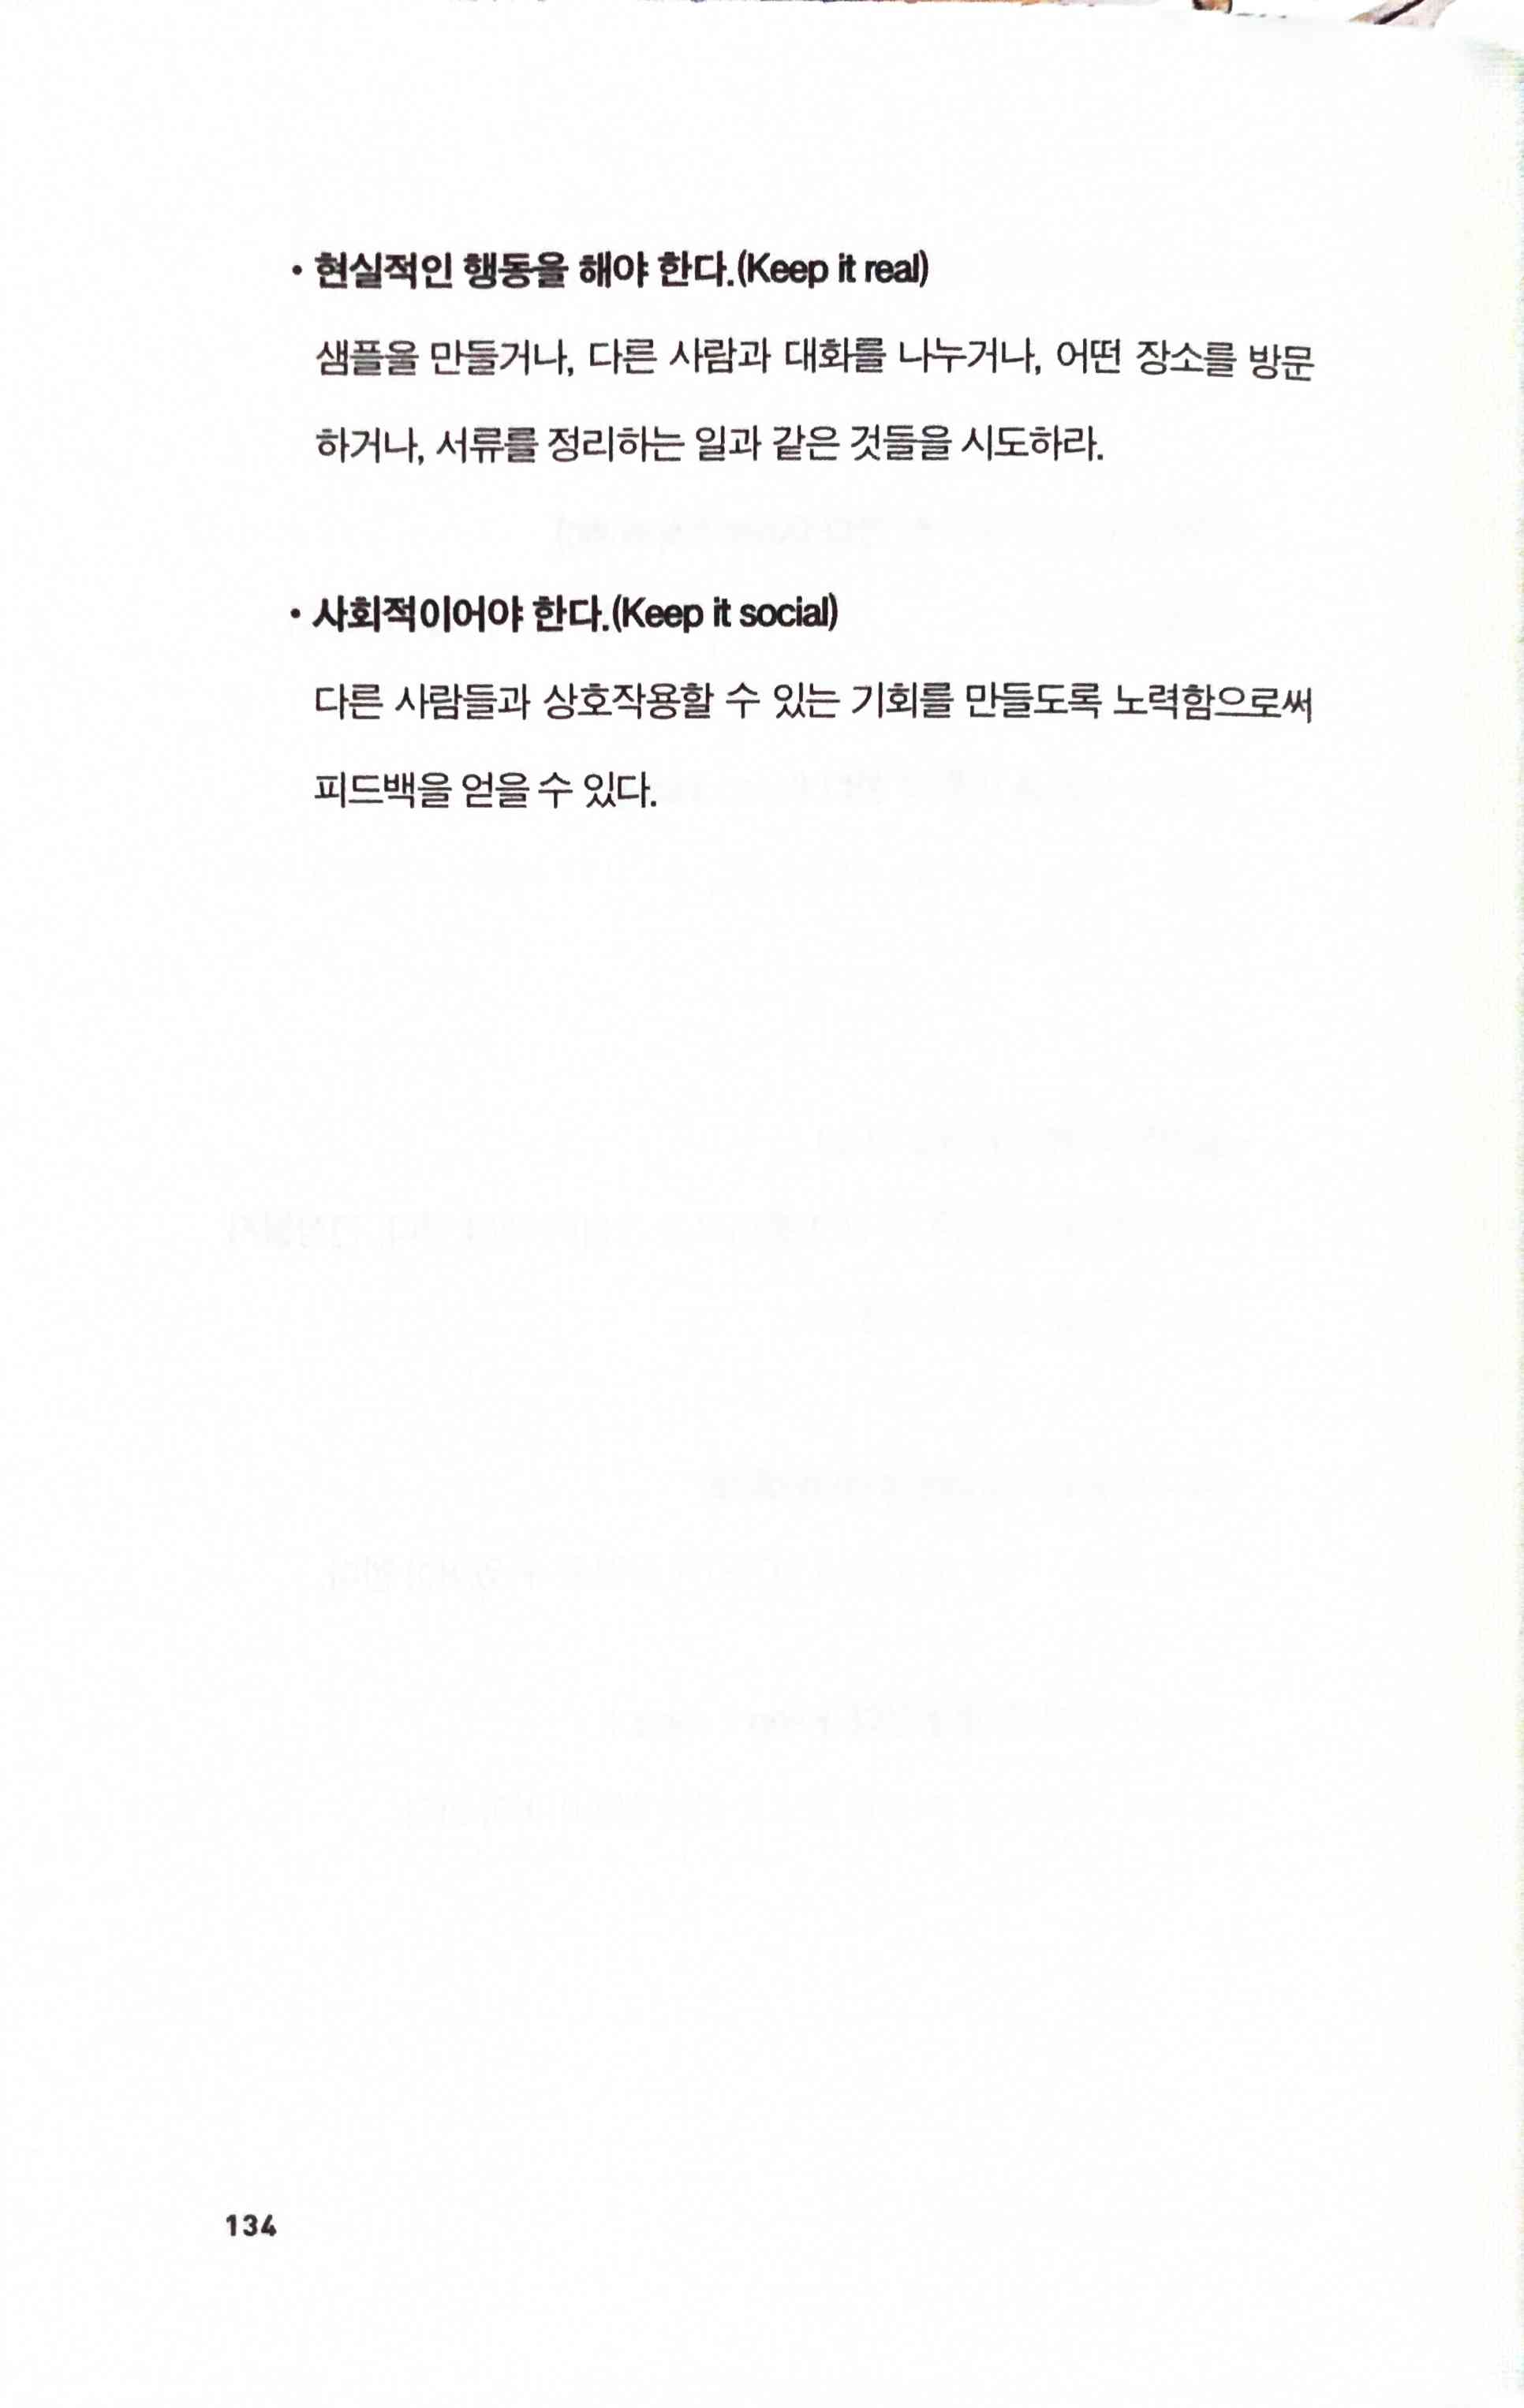 • 현실적인 행동을 해야 한다.(Keep it real)
샘플을 만들거나, 다른 사람과 대화를 나누거나, 어떤 장소를 방문
하거나, 서류를 정리하는 일과 같은 것들을 시도하라.
• 사회적이어야 한다.(Keep it social)
다른 사람들과 상호작용할 수 있는 기회를 만들도록 노력함으로써
피드백을 얻을 수 있다.
134